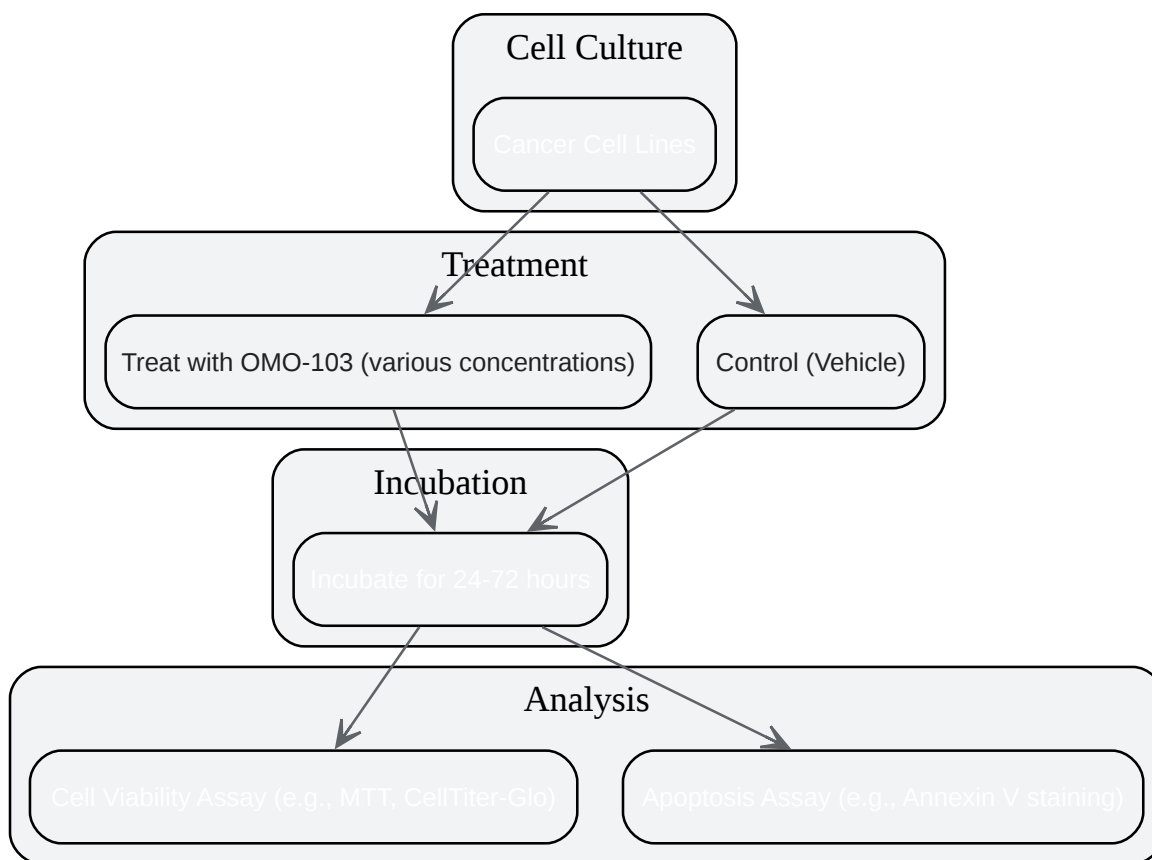 Cell Culture
Cancer Cell Lines
Treatment
Treat with OMO-103 (various concentrations)
Control (Vehicle)
Incubation
Incubate for 24-72 hours
Analysis
Cell Viability Assay (e.g., MTT, CellTiter-Glo)
Apoptosis Assay (e.g., Annexin V staining)